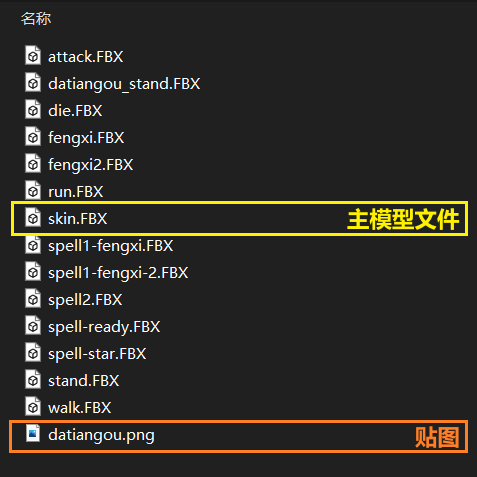 名称
attack.FBX
datiangou_stand.FBX
die.FBX
fengxi.FBX
fengxi2.FBX
run.FBX
skin.FBX 主模型文件
spell1-fengxi.FBX
spell1-fengxi-2.FBX
spell2.FBX
spell-ready.FBX
spell-star.FBX
stand.FBX
walk.FBX
datiangou.png 贴图